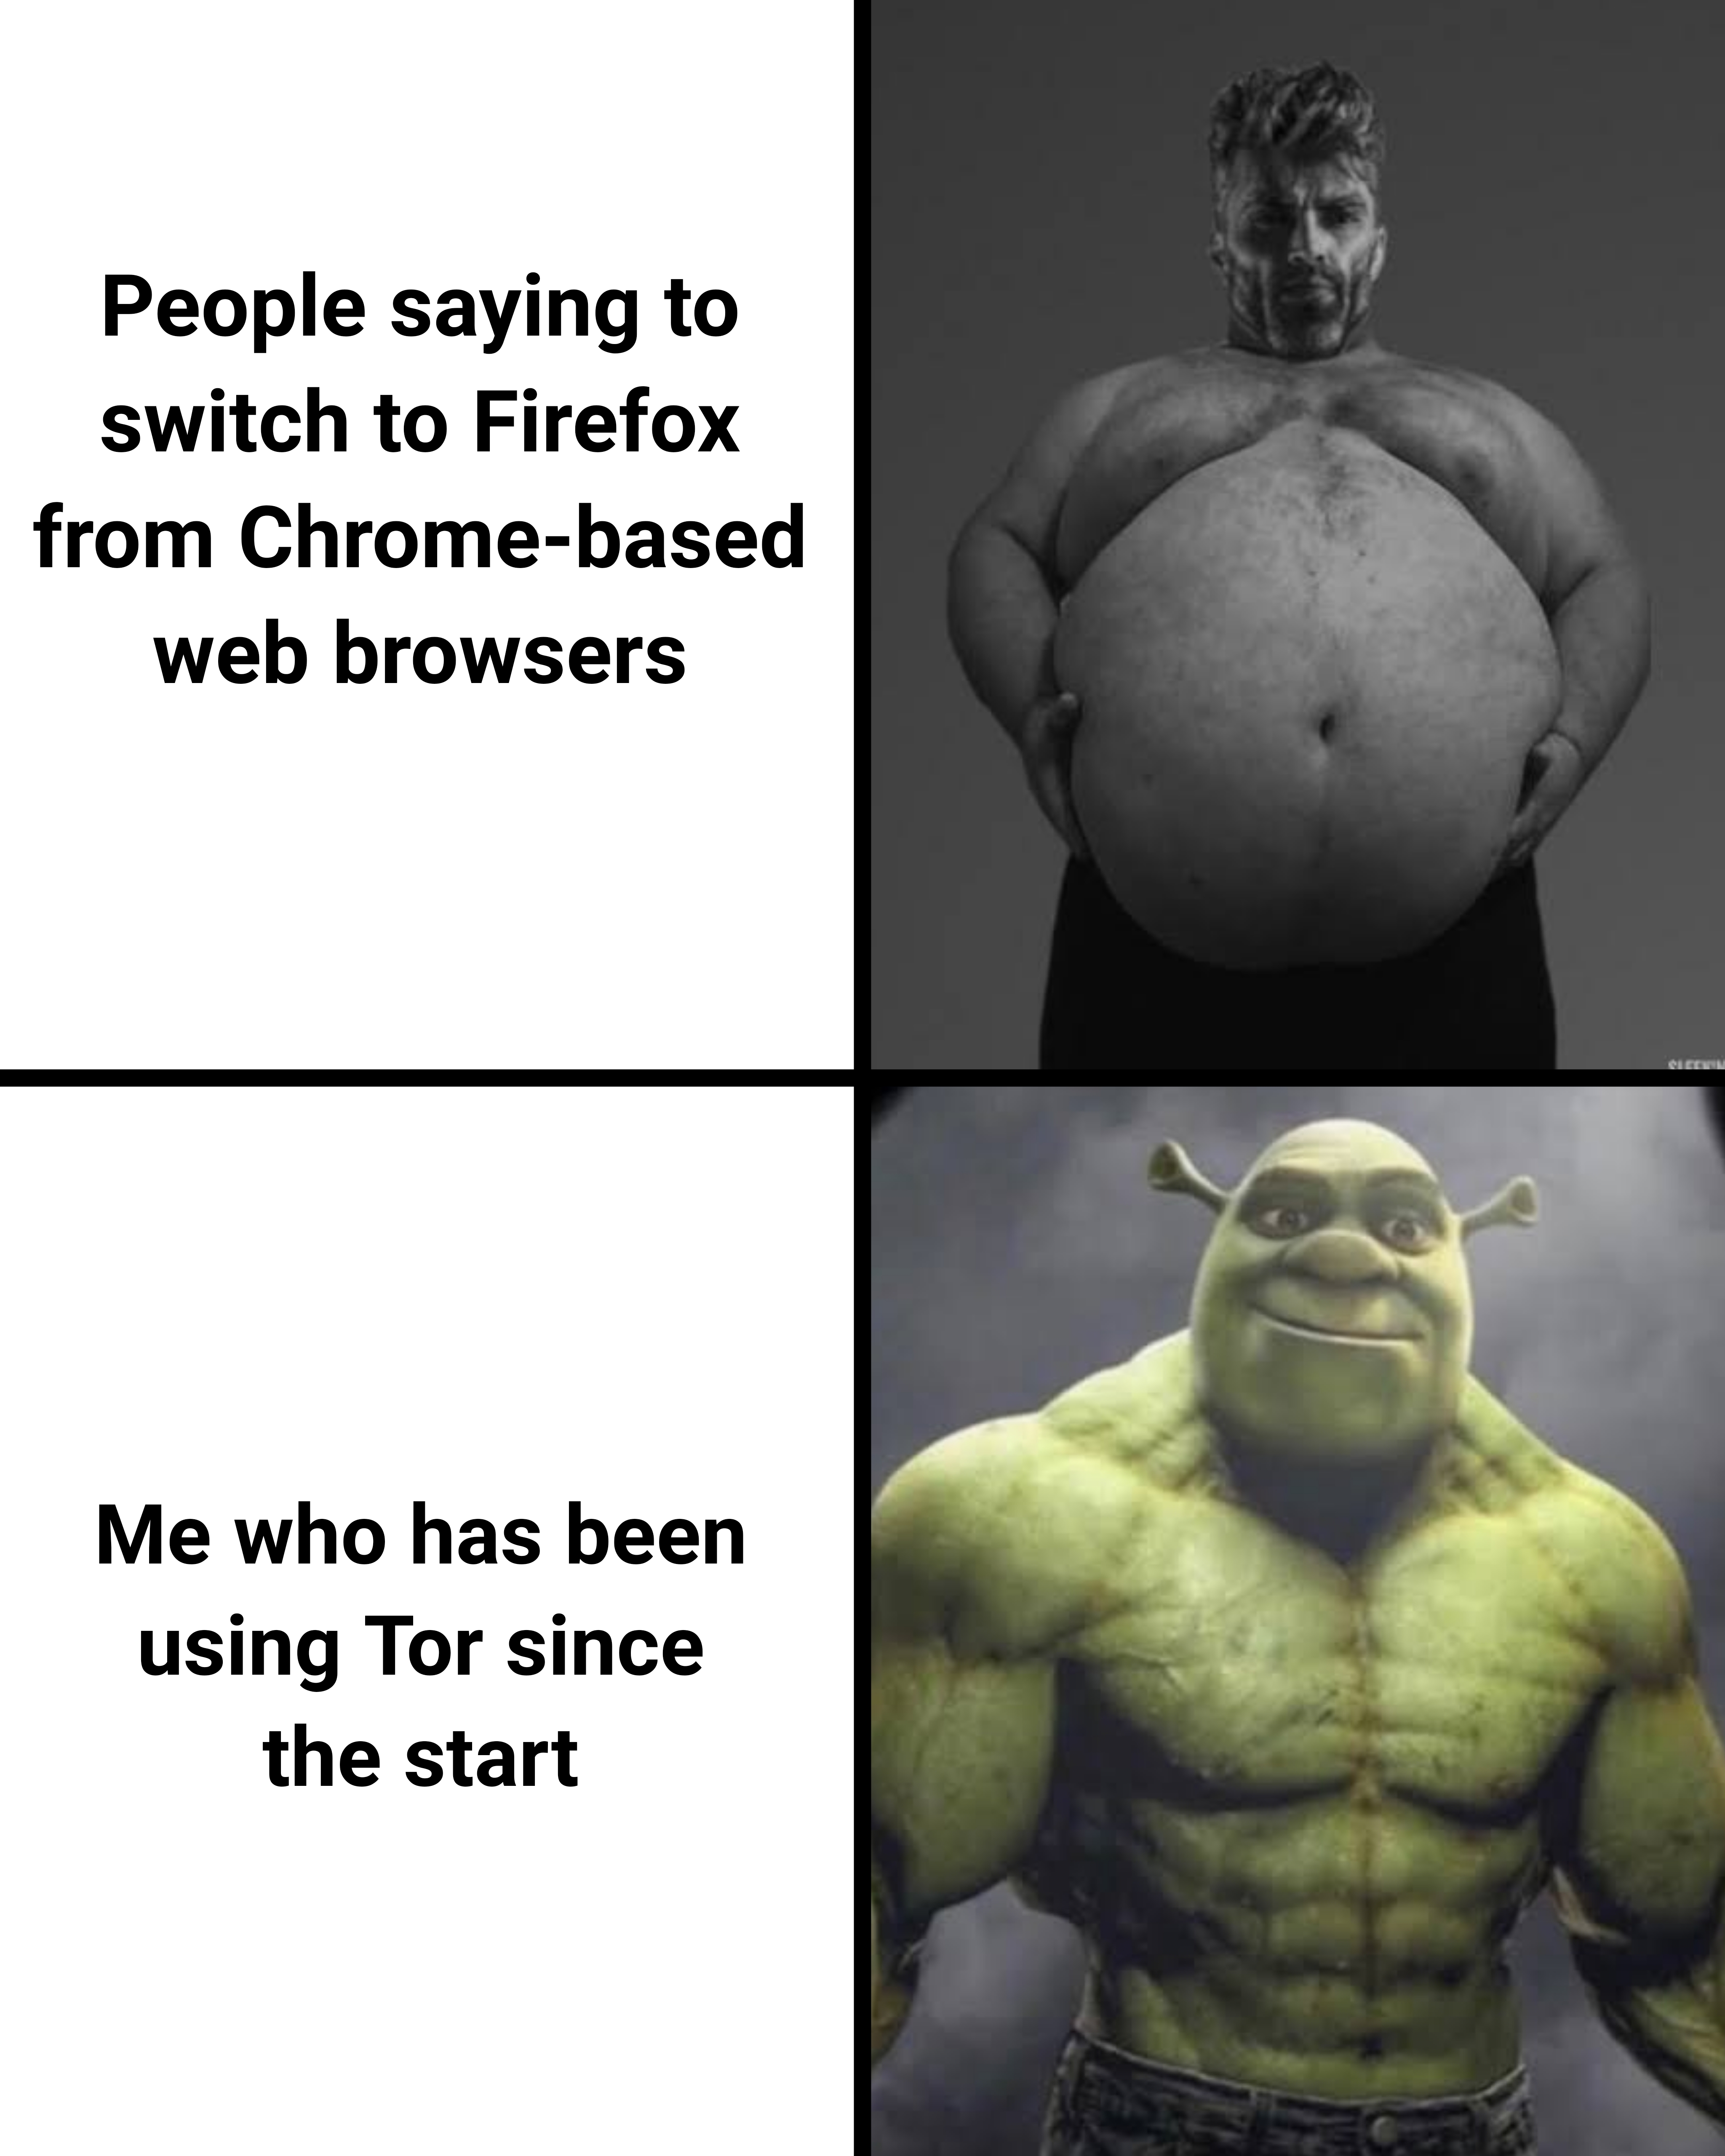 People saying to
switch to Firefox
from Chrome-based
web browsers
Me who has been
using Tor since
the start